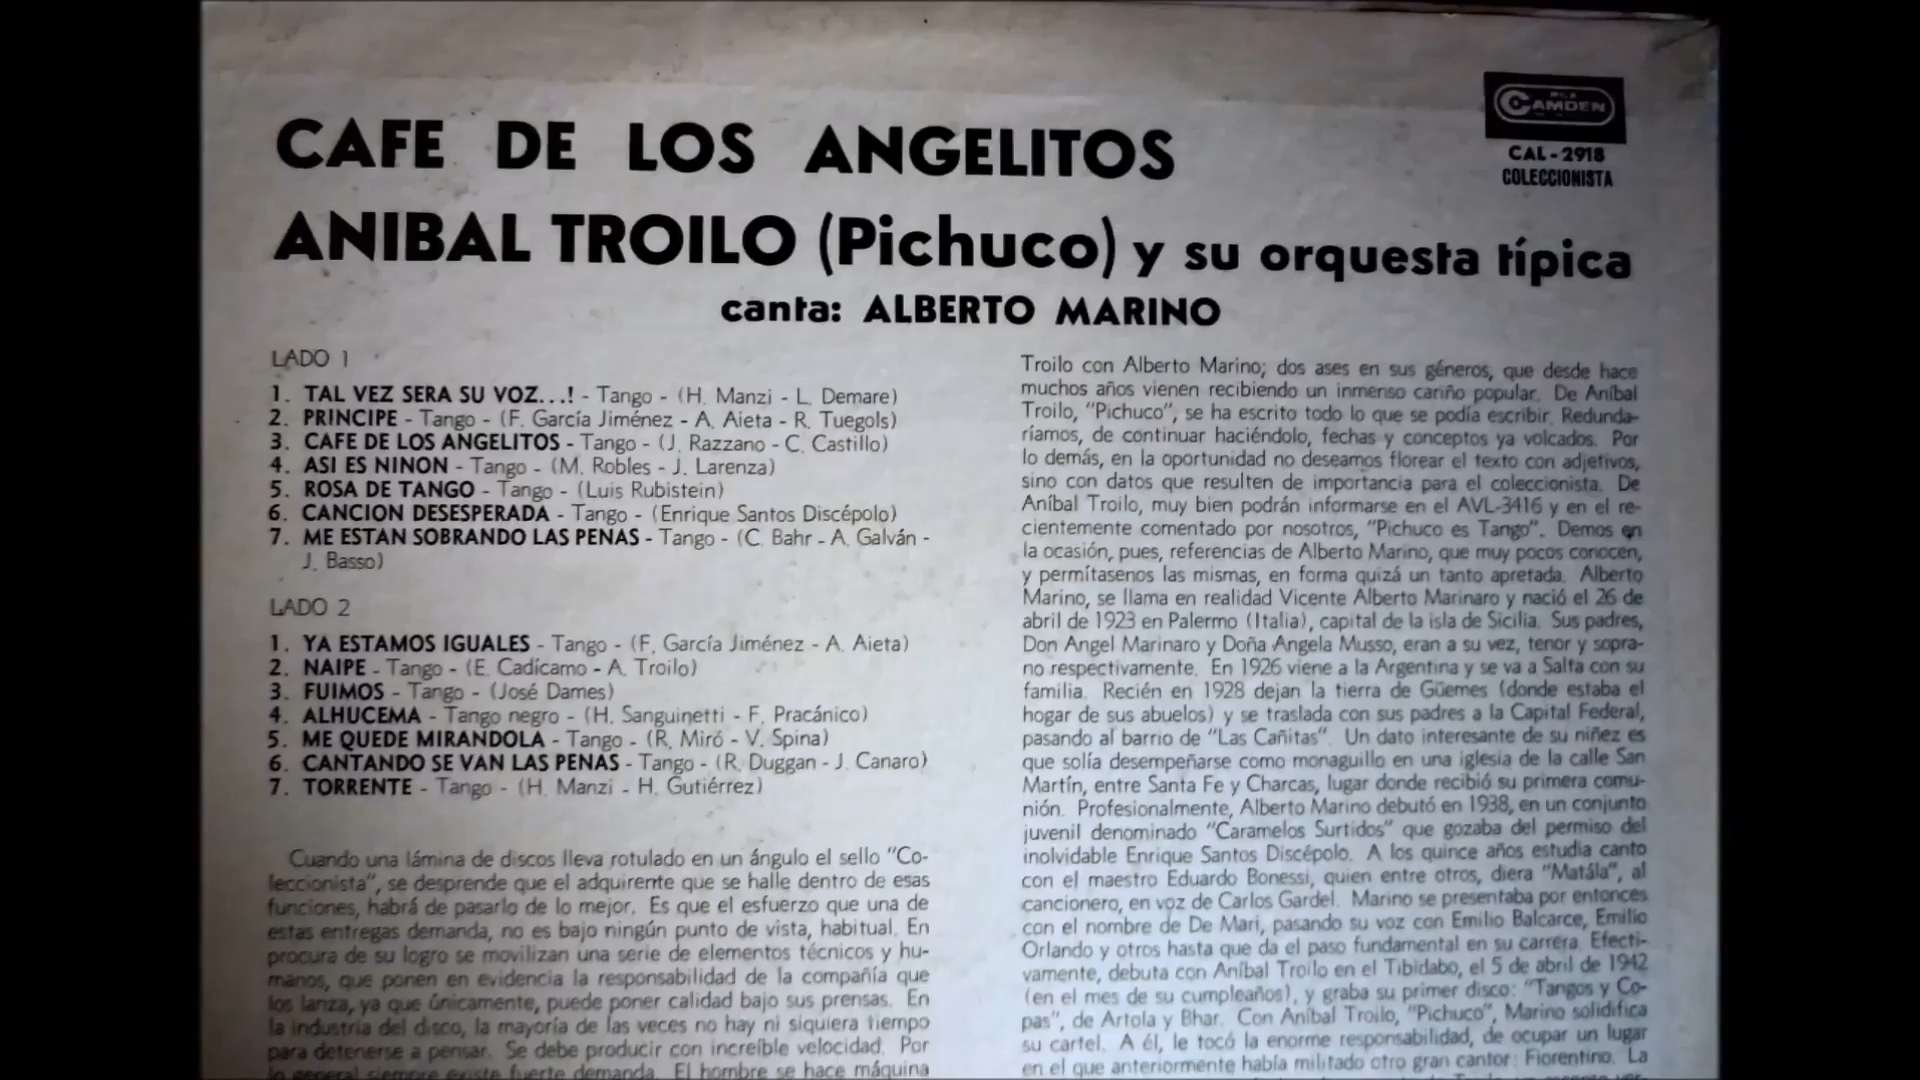 CAFE DE LOS ANGELITOS
RCA
CAMDEN
CAL-2918
COLECCIONISTA
ANIBAL TROILO (Pichuco) y su orquesta típica
canta: ALBERTO MARINO
LADO 1
1. TAL VEZ SERA SU VOZ...! - Tango - (H. Manzi - L. Demare)
2. PRINCIPE - Tango - (F. García Jiménez - A. Aieta - R. Tuegols)
3. CAFE DE LOS ANGELITOS - Tango - (J. Razzano - C. Castillo)
4. ASI ES NINON - Tango - (M. Robles - J. Larenza)
5. ROSA DE TANGO - Tango - (Luis Rubistein)
6. CANCION DESESPERADA - Tango - (Enrique Santos Discépolo)
7. ME ESTAN SOBRANDO LAS PENAS - Tango - (C. Bahr - A. Galván -
J. Basso)
LADO 2
1. YA ESTAMOS IGUALES - Tango - (F. García Jiménez - A. Aieta)
2. NAIPE - Tango - (E. Cadícamo - A. Troilo)
3. FUIMOS - Tango - (José Dames)
4. ALHUCEMA - Tango negro - (H. Sanguinetti - F. Pracánico)
5. ME QUEDE MIRANDOLA - Tango - (R. Miró - V. Spina)
6. CANTANDO SE VAN LAS PENAS - Tango - (R. Duggan - J. Canaro)
7. TORRENTE - Tango - (H. Manzi - H. Gutiérrez)
Cuando una lámina de discos lleva rotulado en un ángulo el sello "Co-
leccionista", se desprende que el adquirente que se halle dentro de esas
funciones, habrá de pasarlo de lo mejor. Es que el esfuerzo que una de
estas entregas demanda, no es bajo ningún punto de vista, habitual. En
procura de su logro se movilizan una serie de elementos técnicos y hu-
manos, que ponen en evidencia la responsabilidad de la compañía que
los lanza, ya que únicamente, puede poner calidad bajo sus prensas. En
la industria del disco, la mayoría de las veces no hay ni siquiera tiempo
para detenerse a pensar. Se debe producir con increíble velocidad. Por
lo general siempre existe fuerte demanda. El hombre se hace máquina
Troilo con Alberto Marino; dos ases en sus géneros, que desde hace
muchos años vienen recibiendo un inmenso cariño popular. De Aníbal
Troilo, "Pichuco", se ha escrito todo lo que se podía escribir. Redunda-
ríamos, de continuar haciéndolo, fechas y conceptos ya volcados. Por
lo demás, en la oportunidad no deseamos florear el texto con adjetivos,
sino con datos que resulten de importancia para el coleccionista. De
Aníbal Troilo, muy bien podrán informarse en el AVL-3416 y en el re-
cientemente comentado por nosotros, "Pichuco es Tango". Demos en
la ocasión, pues, referencias de Alberto Marino, que muy pocos conocen,
y permítasenos las mismas, en forma quizá un tanto apretada. Alberto
Marino, se llama en realidad Vicente Alberto Marinaro y nació el 26 de
abril de 1923 en Palermo (Italia), capital de la isla de Sicilia. Sus padres,
Don Angel Marinaro y Doña Angela Musso, eran a su vez, tenor y sopra-
no respectivamente. En 1926 viene a la Argentina y se va a Salta con su
familia. Recién en 1928 dejan la tierra de Güemes (donde estaba el
hogar de sus abuelos) y se traslada con sus padres a la Capital Federal,
pasando al barrio de "Las Cañitas". Un dato interesante de su niñez es
que solía desempeñarse como monaguillo en una iglesia de la calle San
Martín, entre Santa Fe y Charcas, lugar donde recibió su primera comu-
nión. Profesionalmente, Alberto Marino debutó en 1938, en un conjunto
juvenil denominado "Caramelos Surtidos" que gozaba del permiso del
inolvidable Enrique Santos Discépolo. A los quince años estudia canto
con el maestro Eduardo Bonessi, quien entre otros, diera "Matála", al
cancionero, en voz de Carlos Gardel. Marino se presentaba por entonces
con el nombre de De Mari, pasando su voz con Emilio Balcarce, Emilio
Orlando y otros hasta que da el paso fundamental en su carrera. Efecti-
vamente, debuta con Aníbal Troilo en el Tibidabo, el 5 de abril de 1942
(en el mes de su cumpleaños), y graba su primer disco: "Tangos y Co-
pas", de Artola y Bhar. Con Aníbal Troilo, "Pichuco", Marino solidifica
su cartel. A él, le tocó la enorme responsabilidad, de ocupar un lugar
en el que anteriormente había militado otro gran cantor: Fiorentino. La